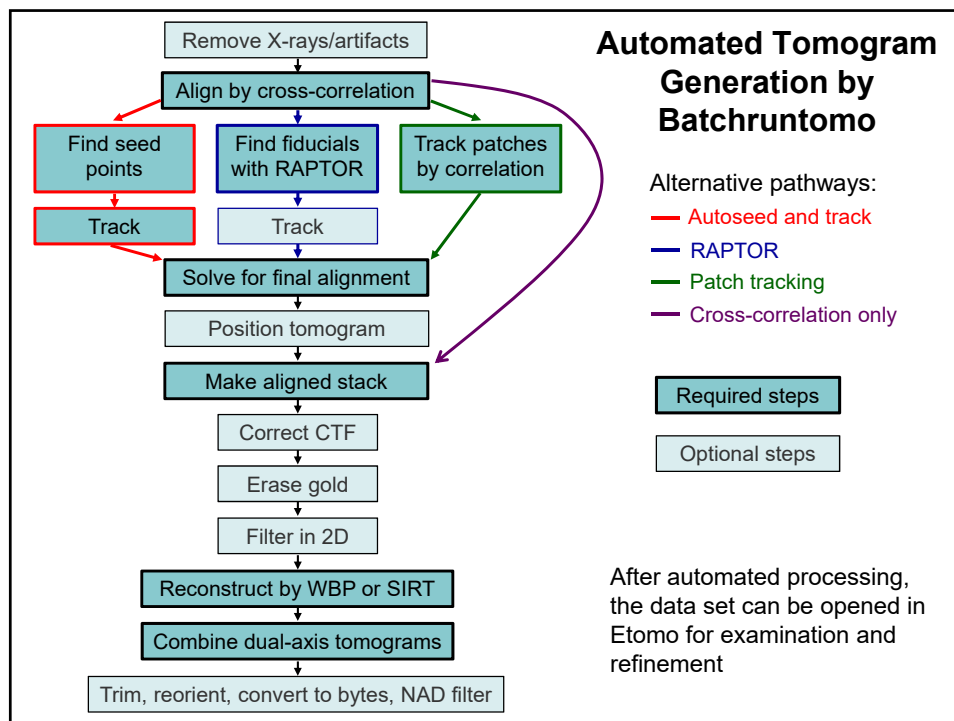 Remove X-rays/artifacts
Align by cross-correlation
Find seed
points
Find fiducials
with RAPTOR
Track patches
by correlation
Track
Track
Solve for final alignment
Position tomogram
Make aligned stack
Correct CTF
Erase gold
Filter in 2D
Reconstruct by WBP or SIRT
Combine dual-axis tomograms
Trim, reorient, convert to bytes, NAD filter
Automated Tomogram
Generation by
Batchruntomo
Alternative pathways:
Autoseed and track
RAPTOR
Patch tracking
Cross-correlation only
Required steps
Optional steps
After automated processing,
the data set can be opened in
Etomo for examination and
refinement